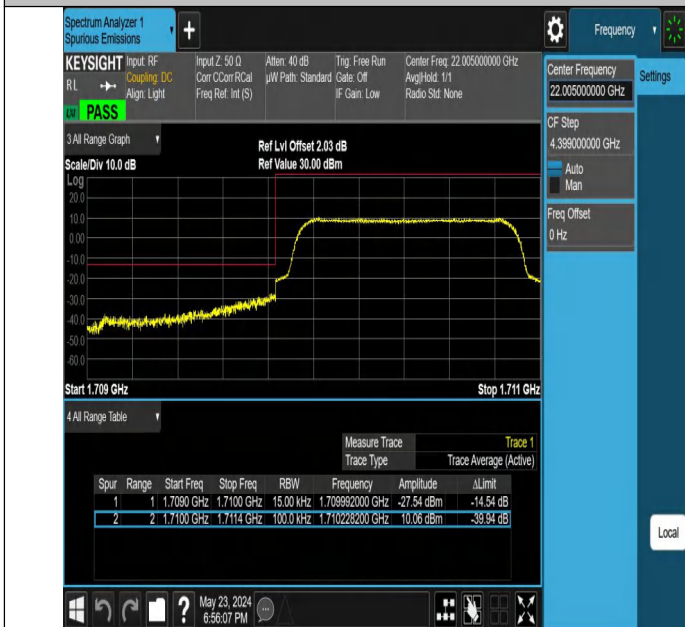 Spectrum Analyzer 1
Spurious Emissions
+
Frequency
KEYSIGHT Input: RF Input Z: 50 Ω Atten: 40 dB Trig: Free Run Center Freq: 22.005000000 GHz
RL Coupling: DC Corr CCorr RCal µW Path: Standard Gate: Off Avg|Hold: 1/1
Align: Light Freq Ref: Int (S) IF Gain: Low Radio Std: None
PASS
Center Frequency
22.005000000 GHz
Settings
CF Step
4.399000000 GHz
Auto
Man
Freq Offset
0 Hz
Local
3 All Range Graph
Ref Lvl Offset 2.03 dB
Scale/Div 10.0 dB Ref Value 30.00 dBm
Log
20.0
10.0
0.00
-10.0
-20.0
-30.0
-40.0
-50.0
-60.0
Start 1.709 GHz Stop 1.711 GHz
4 All Range Table
Measure Trace Trace 1
Trace Type Trace Average (Active)
Spur Range Start Freq Stop Freq RBW Frequency Amplitude ΔLimit
1 1 1.7090 GHz 1.7100 GHz 15.00 kHz 1.709992000 GHz -27.54 dBm -14.54 dB
2 2 1.7100 GHz 1.7114 GHz 100.0 kHz 1.710228200 GHz 10.06 dBm -39.94 dB
? May 23, 2024
6:56:07 PM